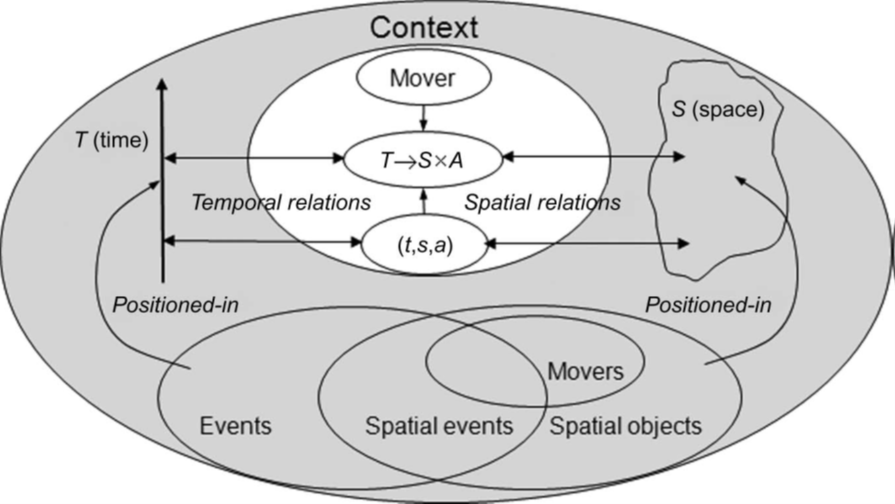 Context
Mover
T (time)
S (space)
T→S×A
Temporal relations
Spatial relations
(t,s,a)
Positioned-in
Positioned-in
Movers
Events
Spatial events
Spatial objects